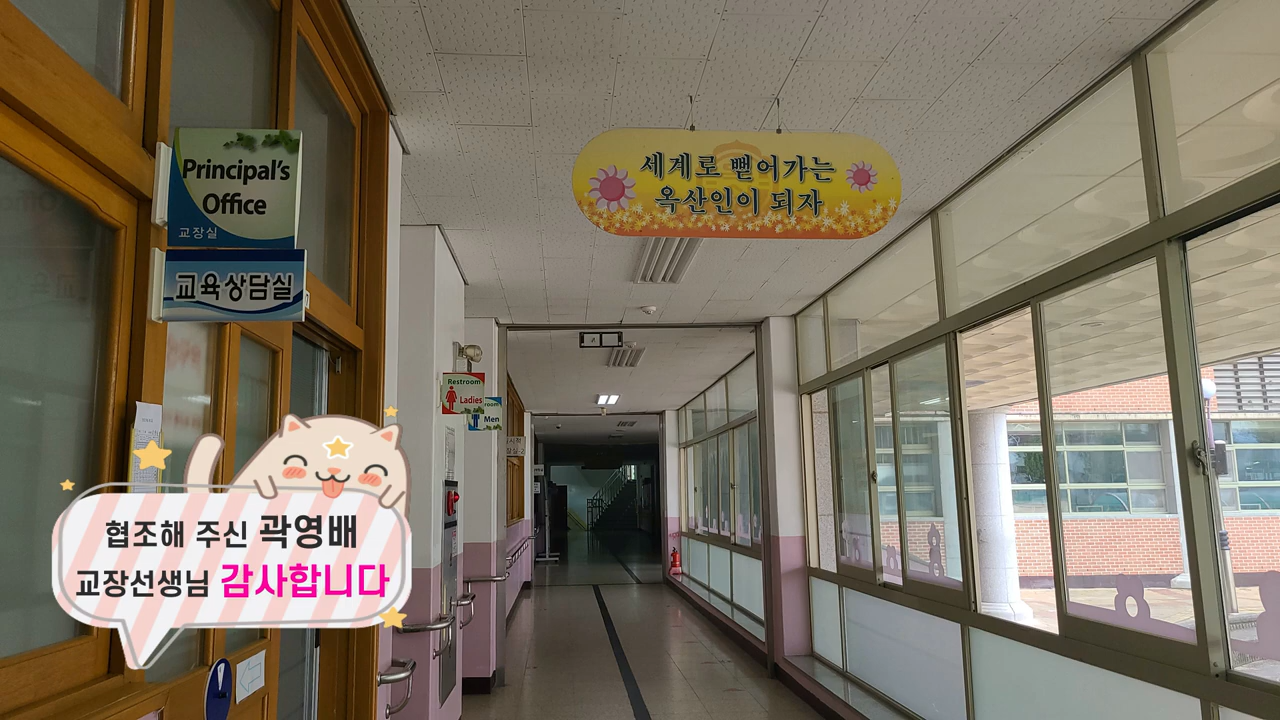 Principal's
Office
교장실
교육상담실
세계로 뻗어가는
옥산인이 되자
Restroom
Ladies
Men
협조해 주신 곽영배
교장선생님 감사합니다